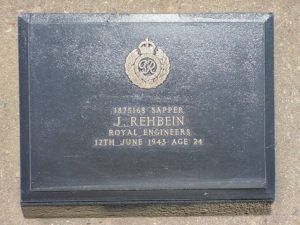 1875168 SAPPER
J. REHBEIN
ROYAL ENGINEERS
12TH JUNE 1943 AGE 24